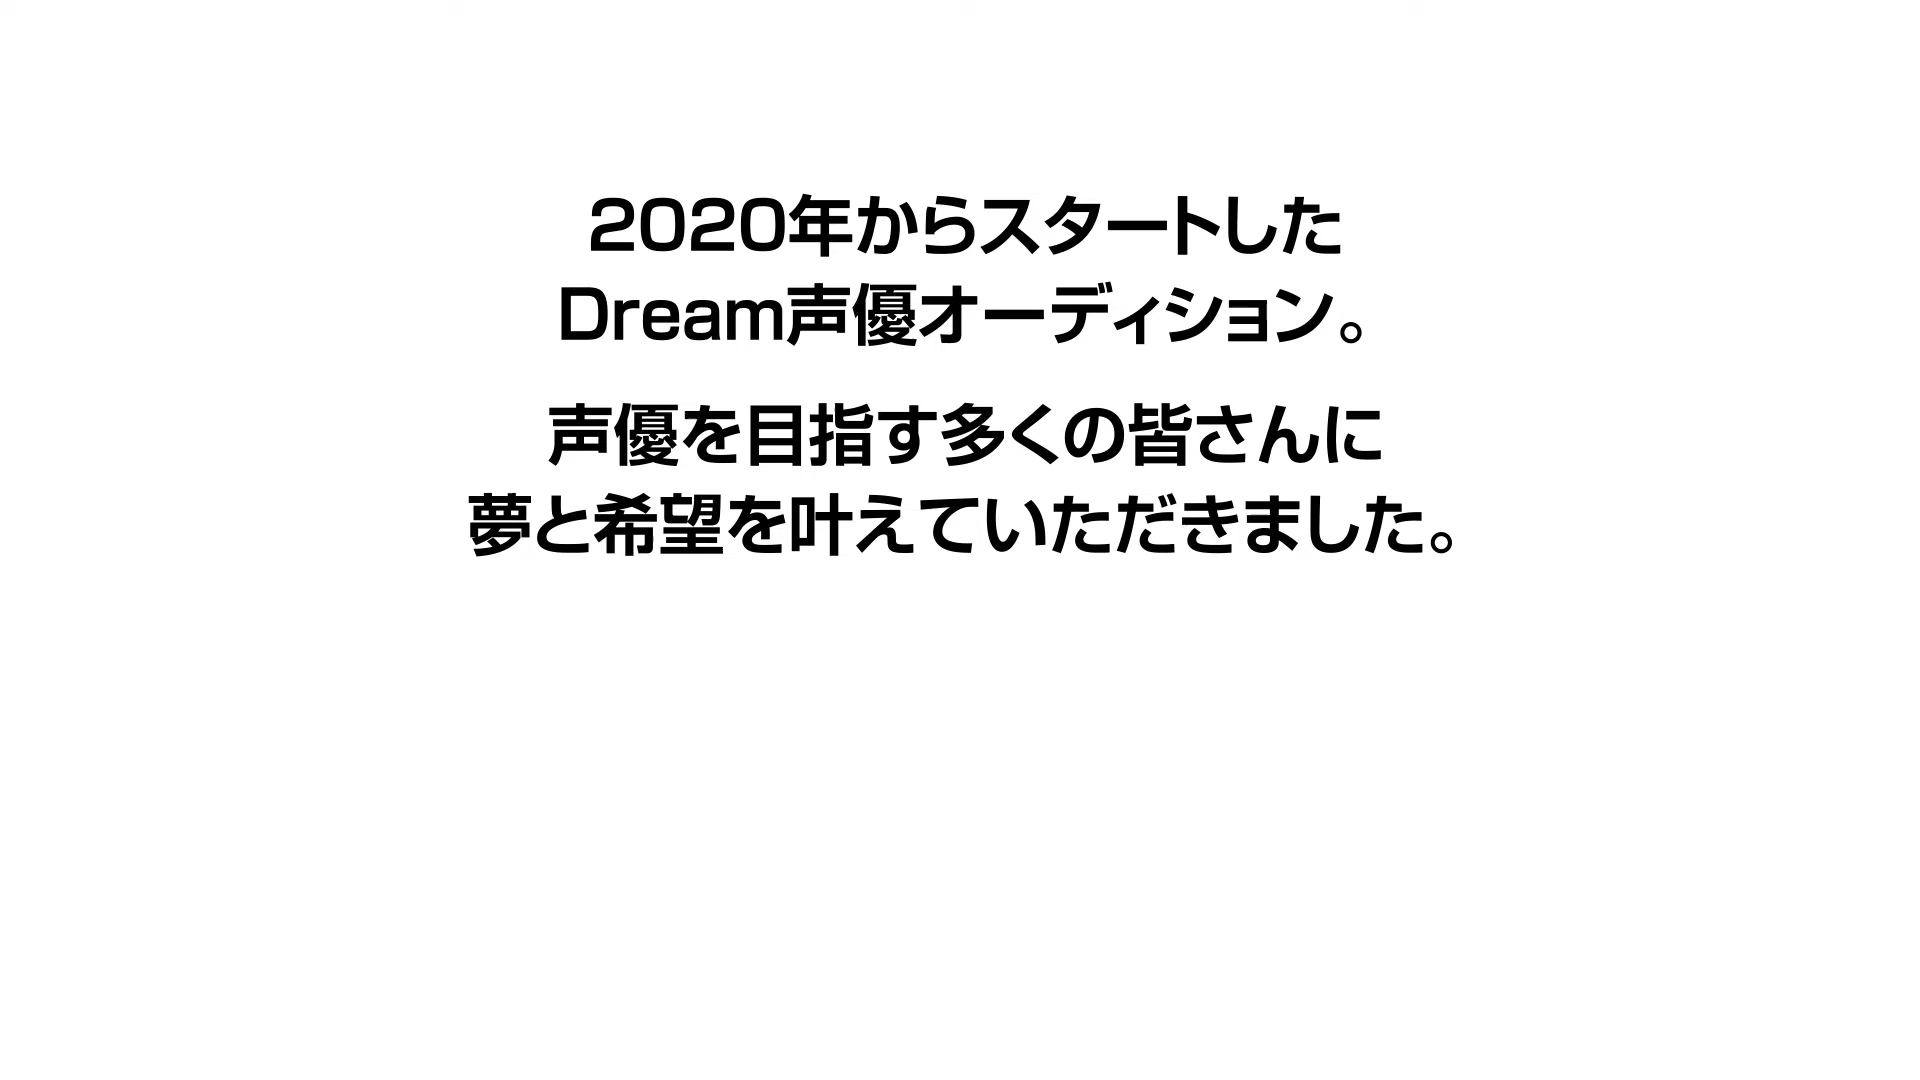 2020年からスタートした
Dream声優オーディション。
声優を目指す多くの皆さんに
夢と希望を叶えていただきました。